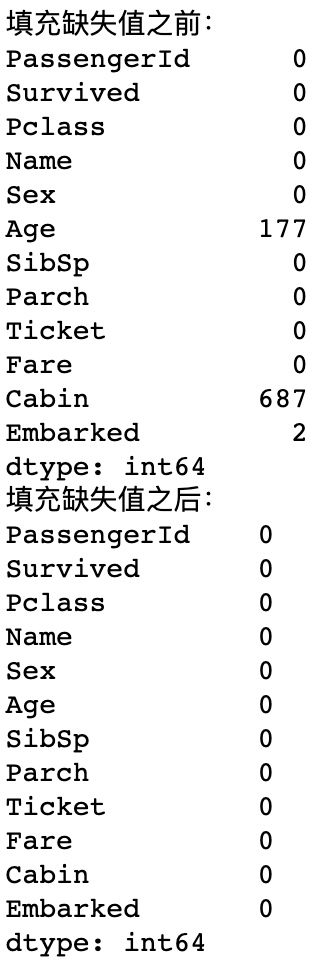 填充缺失值之前:
PassengerId 0
Survived 0
Pclass 0
Name 0
Sex 0
Age 177
SibSp 0
Parch 0
Ticket 0
Fare 0
Cabin 687
Embarked 2
dtype: int64
填充缺失值之后:
PassengerId 0
Survived 0
Pclass 0
Name 0
Sex 0
Age 0
SibSp 0
Parch 0
Ticket 0
Fare 0
Cabin 0
Embarked 0
dtype: int64